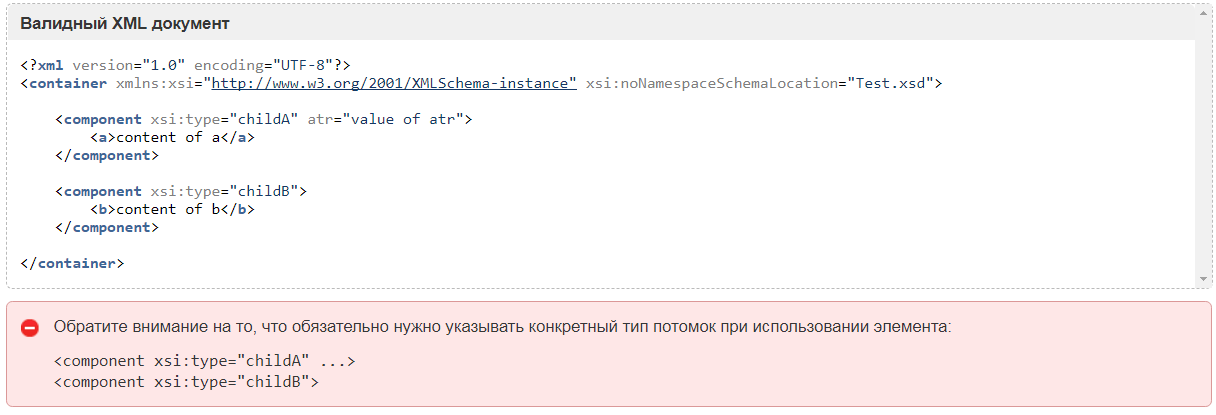 Валидный XML документ
<?xml version="1.0" encoding="UTF-8"?>
<container xmlns:xsi="http://www.w3.org/2001/XMLSchema-instance" xsi:noNamespaceSchemaLocation="Test.xsd">
<component xsi:type="childA" atr="value of atr">
<a>content of a</a>
</component>
<component xsi:type="childB">
<b>content of b</b>
</component>
</container>
Обратите внимание на то, что обязательно нужно указывать конкретный тип потомок при использовании элемента:
<component xsi:type="childA" ...>
<component xsi:type="childB">